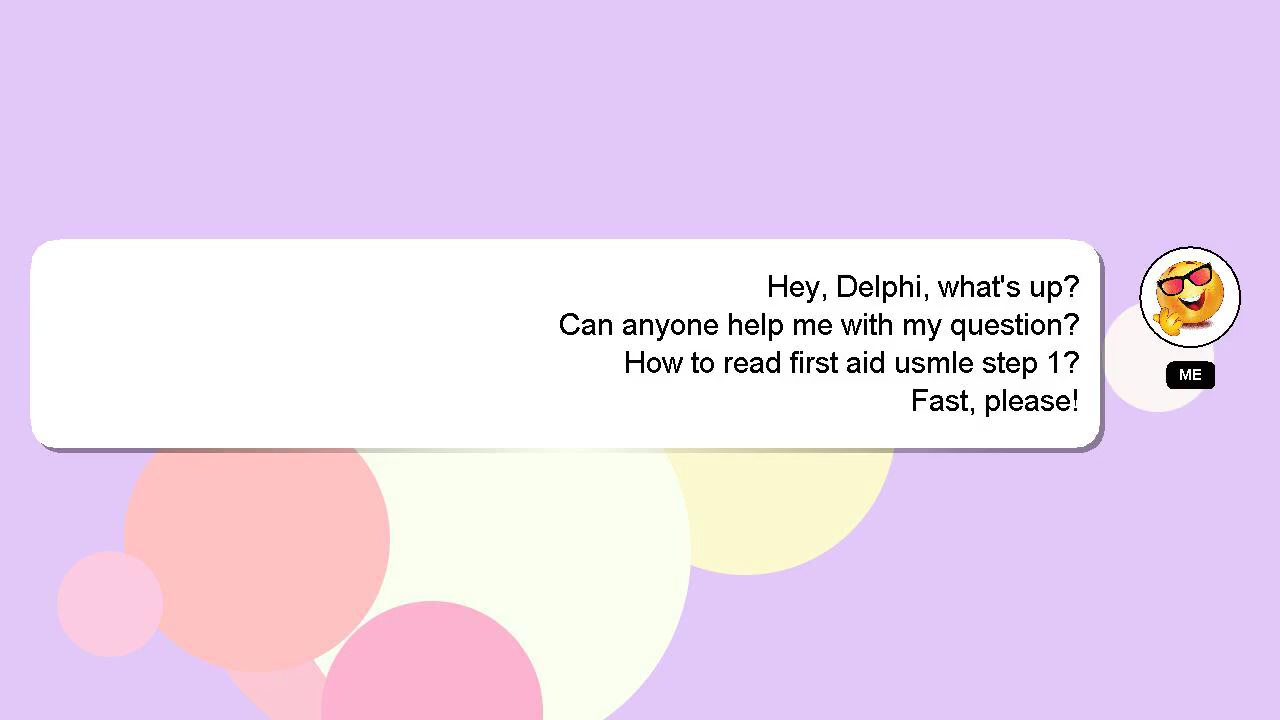 Hey, Delphi, what's up?
Can anyone help me with my question?
How to read first aid usmle step 1?
Fast, please!
ME